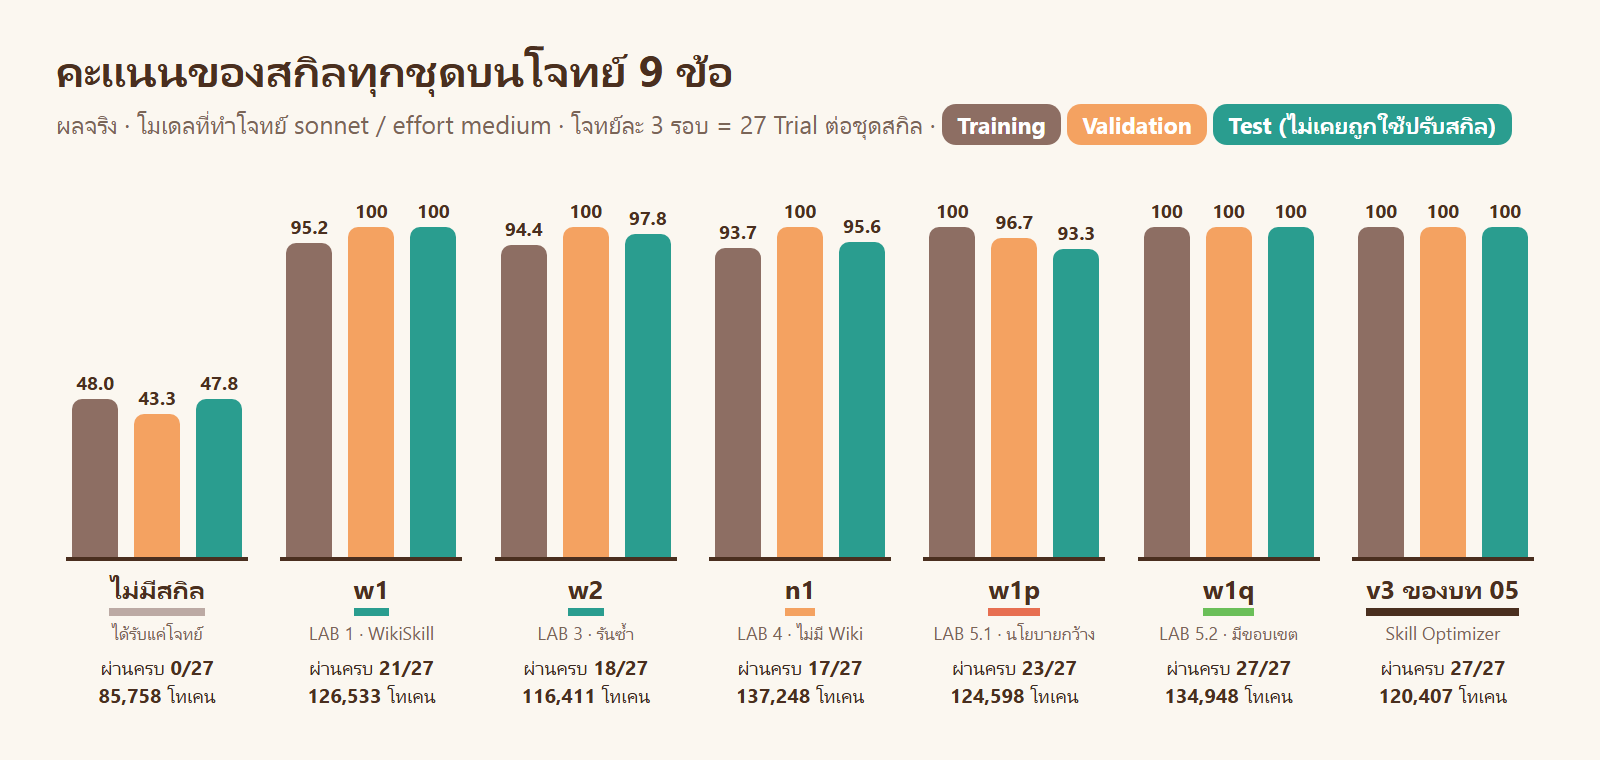 คะแนนของสกิลทุกชุดบนโจทย์ 9 ข้อ
ผลจริง · โมเดลที่ทำโจทย์ sonnet / effort medium · โจทย์ละ 3 รอบ = 27 Trial ต่อชุดสกิล · Training Validation Test (ไม่เคยถูกใช้ปรับสกิล)
48.0 43.3 47.8
95.2 100 100
94.4 100 97.8
93.7 100 95.6
100 96.7 93.3
100 100 100
100 100 100
ไม่มีสกิล
ได้รับแค่โจทย์
ผ่านครบ 0/27
85,758 โทเคน
w1
LAB 1 · WikiSkill
ผ่านครบ 21/27
126,533 โทเคน
w2
LAB 3 · รันซ้ำ
ผ่านครบ 18/27
116,411 โทเคน
n1
LAB 4 · ไม่มี Wiki
ผ่านครบ 17/27
137,248 โทเคน
w1p
LAB 5.1 · นโยบายกว้าง
ผ่านครบ 23/27
124,598 โทเคน
w1q
LAB 5.2 · มีขอบเขต
ผ่านครบ 27/27
134,948 โทเคน
v3 ของบท 05
Skill Optimizer
ผ่านครบ 27/27
120,407 โทเคน